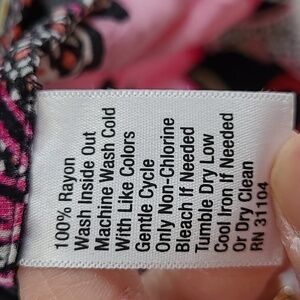 100% Rayon
Wash Inside Out
Machine Wash Cold
With Like Colors
Gentle Cycle
Only Non-Chlorine
Bleach If Needed
Tumble Dry Low
Cool Iron If Needed
Or Dry Clean
RN 31104